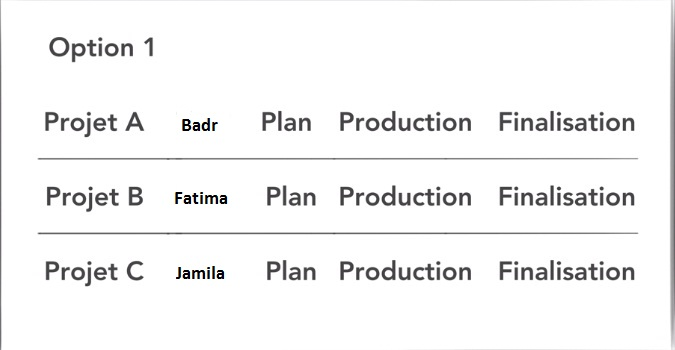 Option 1
Projet A Badr Plan Production Finalisation
Projet B Fatima Plan Production Finalisation
Projet C Jamila Plan Production Finalisation